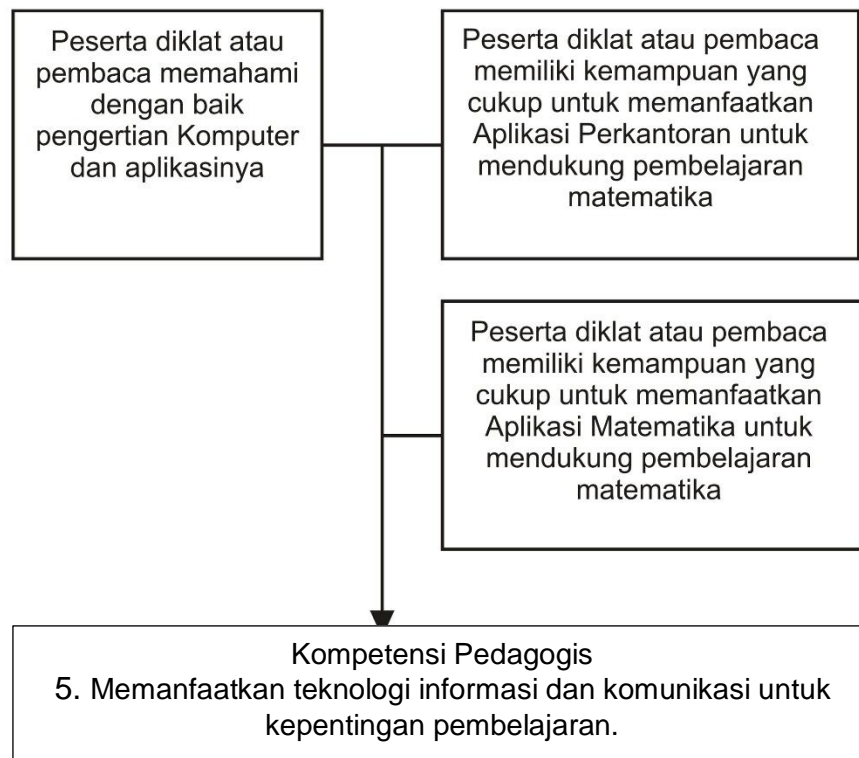 Peserta diklat atau
pembaca memahami
dengan baik
pengertian Komputer
dan aplikasinya
Peserta diklat atau pembaca
memiliki kemampuan yang
cukup untuk memanfaatkan
Aplikasi Perkantoran untuk
mendukung pembelajaran
matematika
Peserta diklat atau pembaca
memiliki kemampuan yang
cukup untuk memanfaatkan
Aplikasi Matematika untuk
mendukung pembelajaran
matematika
Kompetensi Pedagogis
5. Memanfaatkan teknologi informasi dan komunikasi untuk
kepentingan pembelajaran.